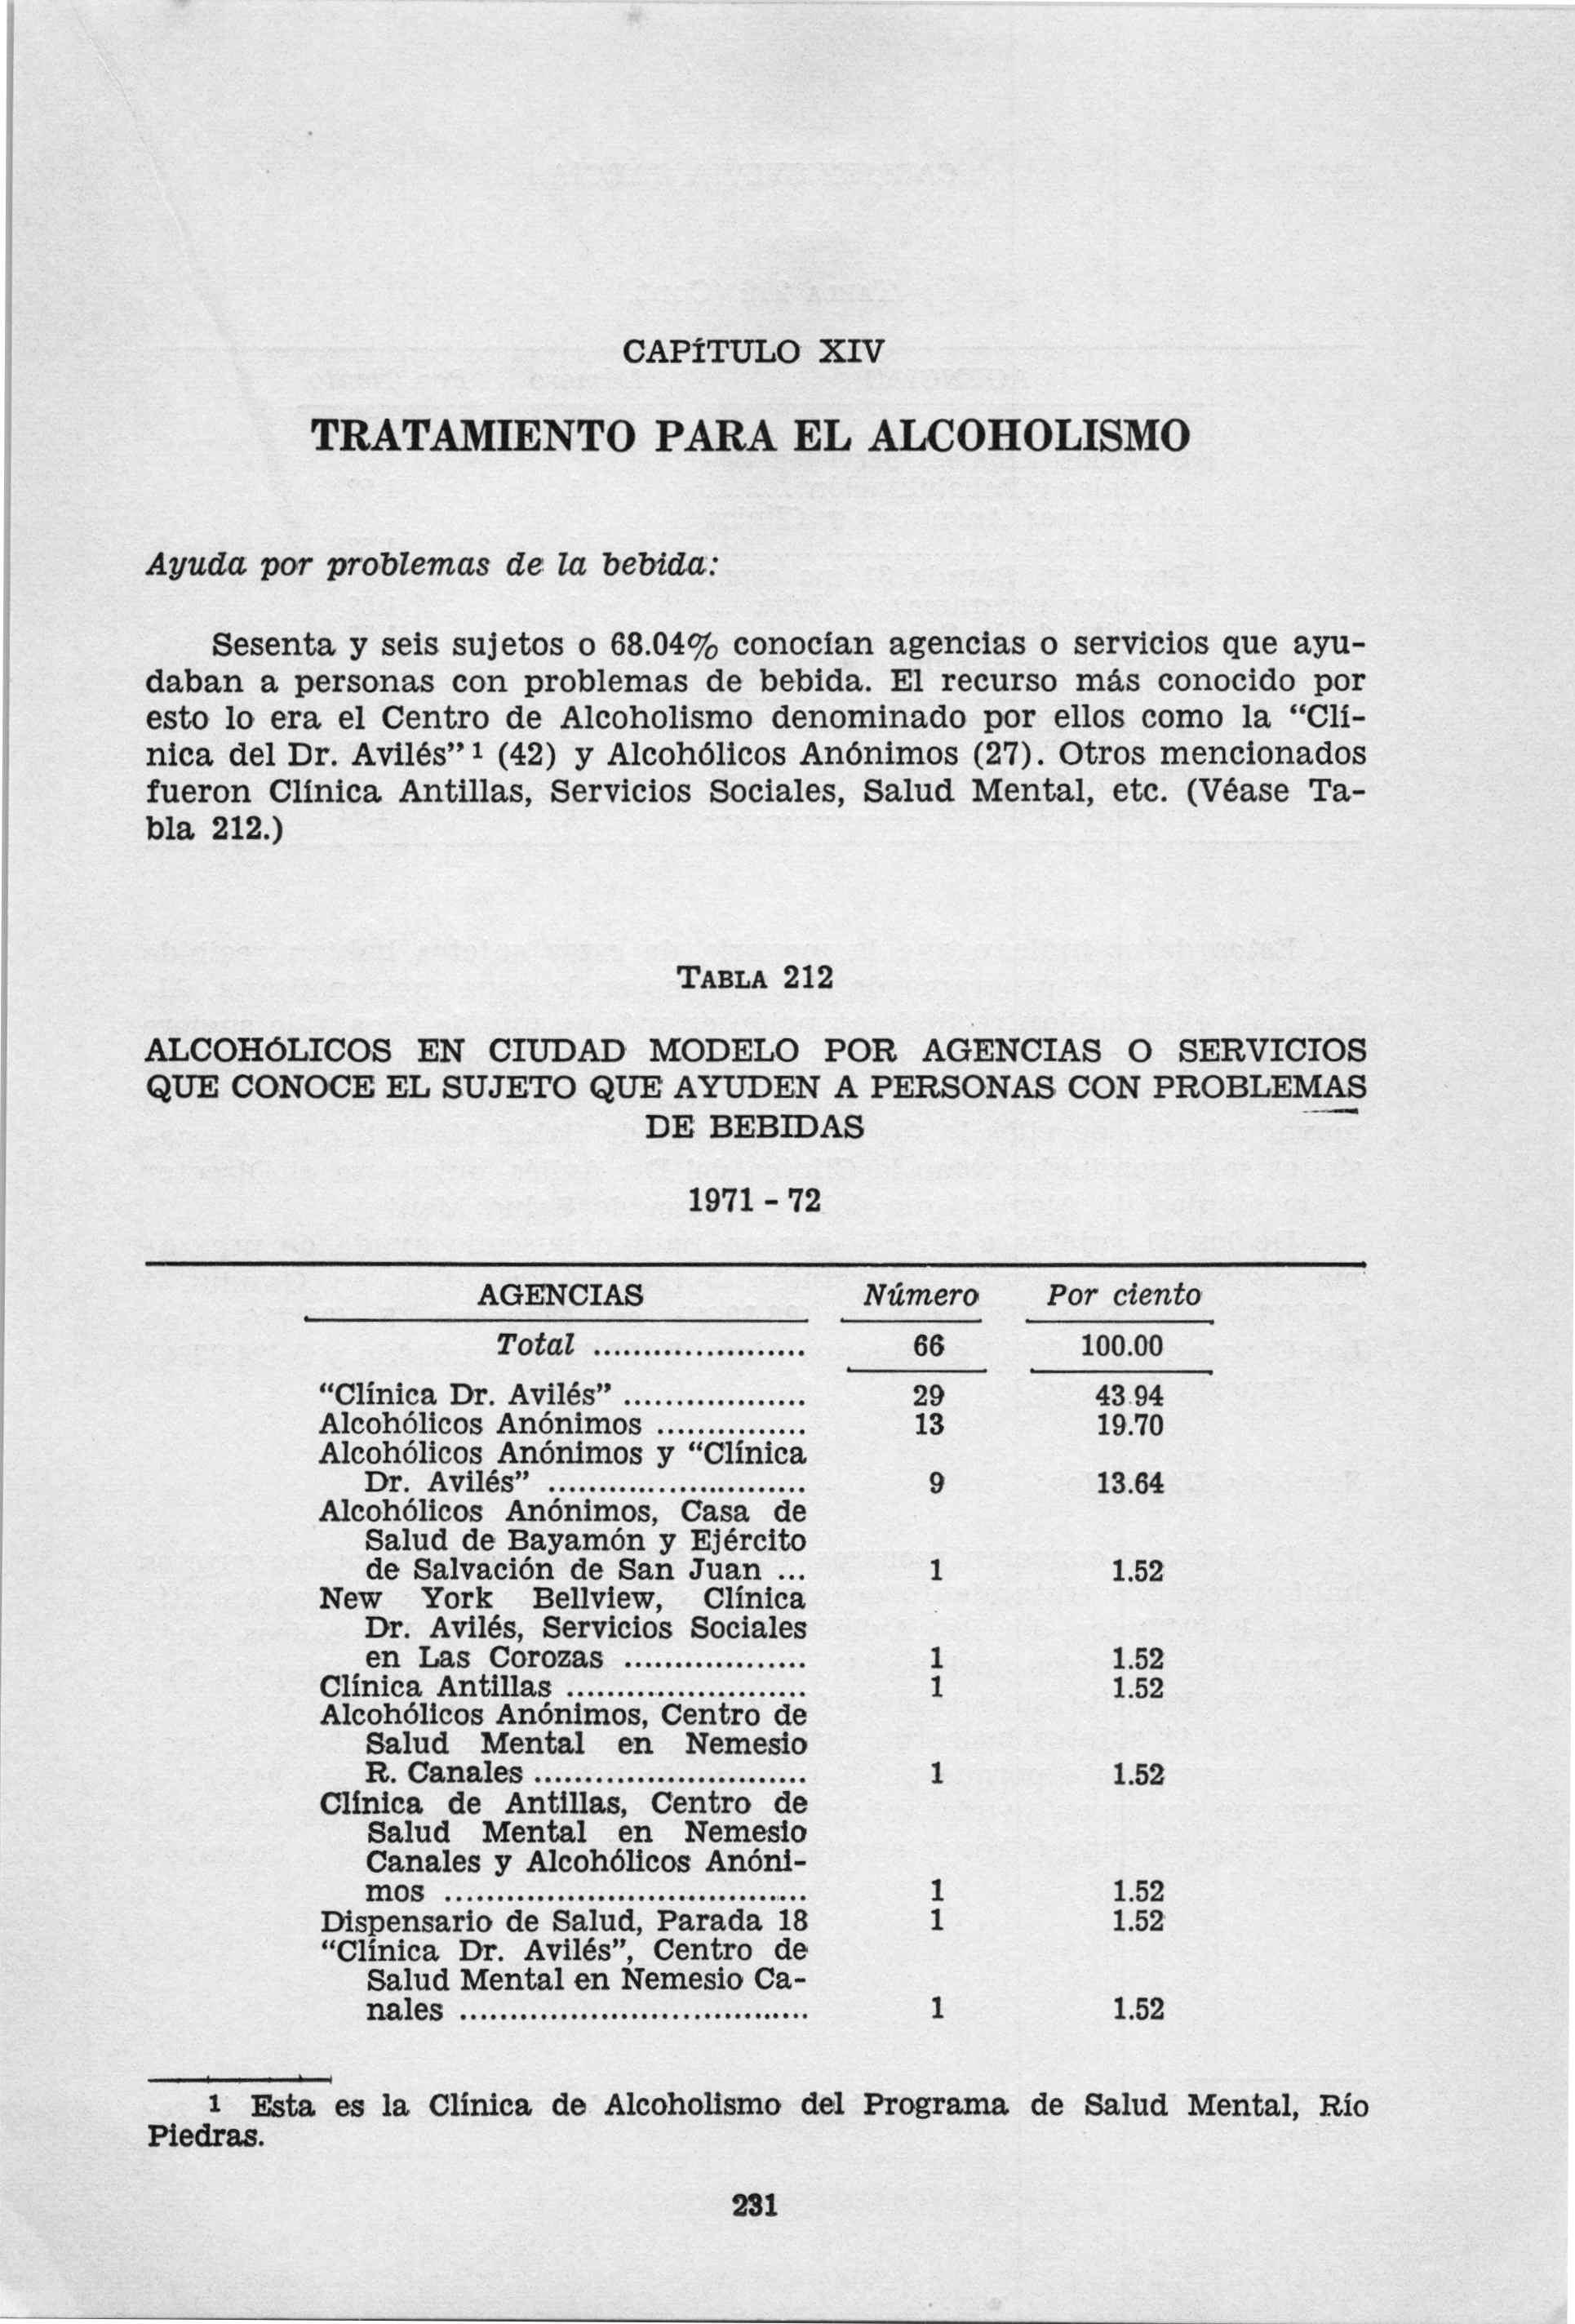 CAPÍTULO XIV
TRATAMIENTO PARA EL ALCOHOLISMO
Ayuda por problemas de la bebida:
Sesenta y seis sujetos o 68.04% conocían agencias o servicios que ayu-
daban a personas con problemas de bebida. El recurso más conocido por
esto lo era el Centro de Alcoholismo denominado por ellos como la “Clí-
nica del Dr. Avilés” 1 (42) y Alcohólicos Anónimos (27). Otros mencionados
fueron Clínica Antillas, Servicios Sociales, Salud Mental, etc. (Véase Ta-
bla 212.)
TABLA 212
ALCOHÓLICOS EN CIUDAD MODELO POR AGENCIAS O SERVICIOS
QUE CONOCE EL SUJETO QUE AYUDEN A PERSONAS CON PROBLEMAS
DE BEBIDAS
1971 - 72
AGENCIAS Número Por ciento
Total ...................... 66 100.00
“Clínica Dr. Avilés” ................... 29 43.94
Alcohólicos Anónimos ............... 13 19.70
Alcohólicos Anónimos y “Clínica
Dr. Avilés” .......................... 9 13.64
Alcohólicos Anónimos, Casa de
Salud de Bayamón y Ejército
de Salvación de San Juan ... 1 1.52
New York Bellview, Clínica
Dr. Avilés, Servicios Sociales
en Las Corozas ................... 1 1.52
Clínica Antillas ......................... 1 1.52
Alcohólicos Anónimos, Centro de
Salud Mental en Nemesio
R. Canales ............................ 1 1.52
Clínica de Antillas, Centro de
Salud Mental en Nemesio
Canales y Alcohólicos Anóni-
mos ..................................... 1 1.52
Dispensario de Salud, Parada 18 1 1.52
“Clínica Dr. Avilés”, Centro de
Salud Mental en Nemesio Ca-
nales .................................... 1 1.52
1 Esta es la Clínica de Alcoholismo del Programa de Salud Mental, Río
Piedras.
231